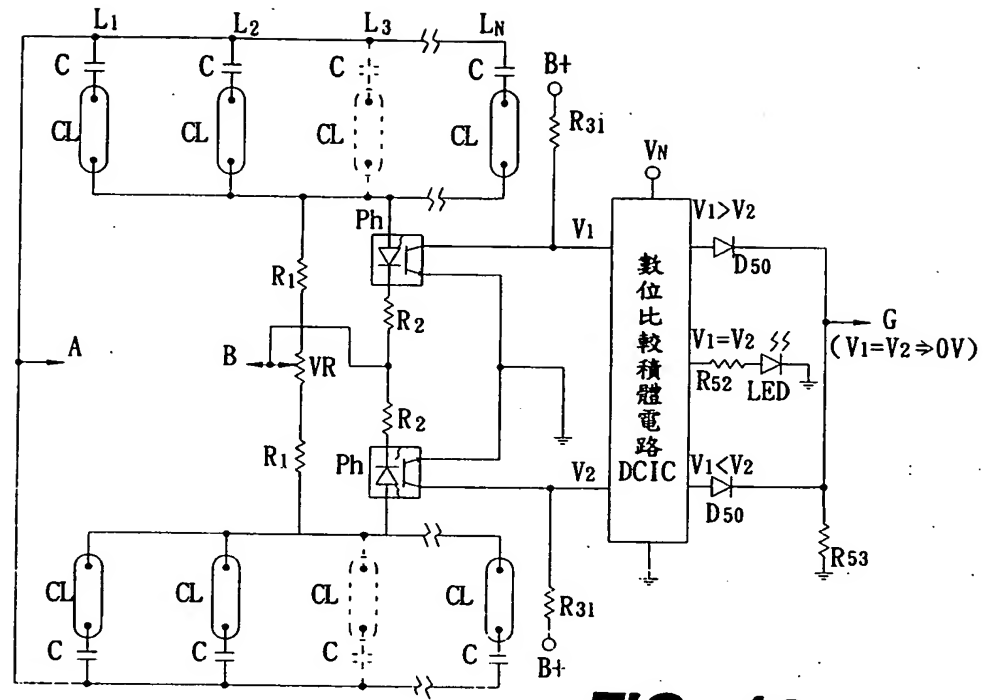 L1 L2 L3 LN
C C C C
CL CL CL CL
B+
R3i
VN
Ph
V1
V1>V2
D50
R1
R2
A
B
VR
數位比較積體電路
DCIC
V1=V2
R52
LED
G
(V1=V2⇒0V)
R2
R1
Ph
V2
V1<V2
D50
R53
CL CL CL CL
C C C C
R31
B+